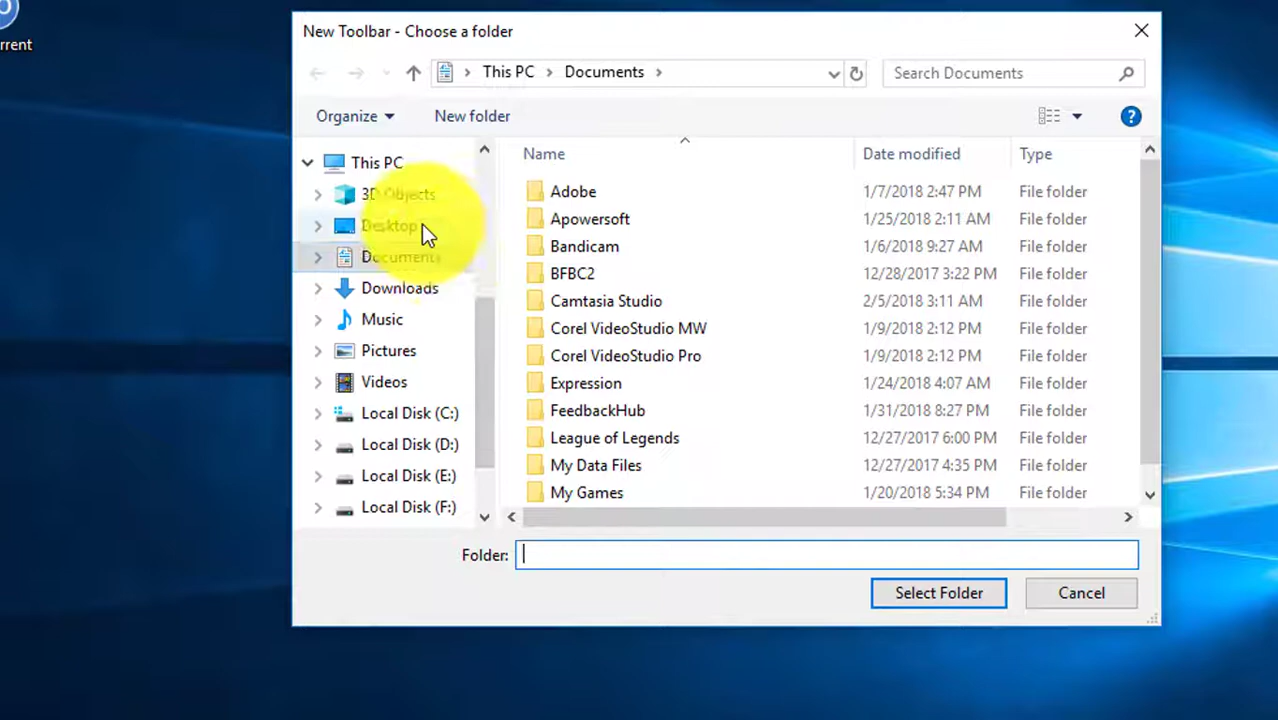 rrent
New Toolbar - Choose a folder
This PC Documents
Search Documents
Organize New folder
This PC
3D Objects
Desktop
Documents
Downloads
Music
Pictures
Videos
Local Disk (C:)
Local Disk (D:)
Local Disk (E:)
Local Disk (F:)
Name Date modified Type
Adobe 1/7/2018 2:47 PM File folder
Apowersoft 1/25/2018 2:11 AM File folder
Bandicam 1/6/2018 9:27 AM File folder
BFBC2 12/28/2017 3:22 PM File folder
Camtasia Studio 2/5/2018 3:11 AM File folder
Corel VideoStudio MW 1/9/2018 2:12 PM File folder
Corel VideoStudio Pro 1/9/2018 2:12 PM File folder
Expression 1/24/2018 4:07 AM File folder
FeedbackHub 1/31/2018 8:27 PM File folder
League of Legends 12/27/2017 6:00 PM File folder
My Data Files 12/27/2017 4:35 PM File folder
My Games 1/20/2018 5:34 PM File folder
Folder:
Select Folder Cancel